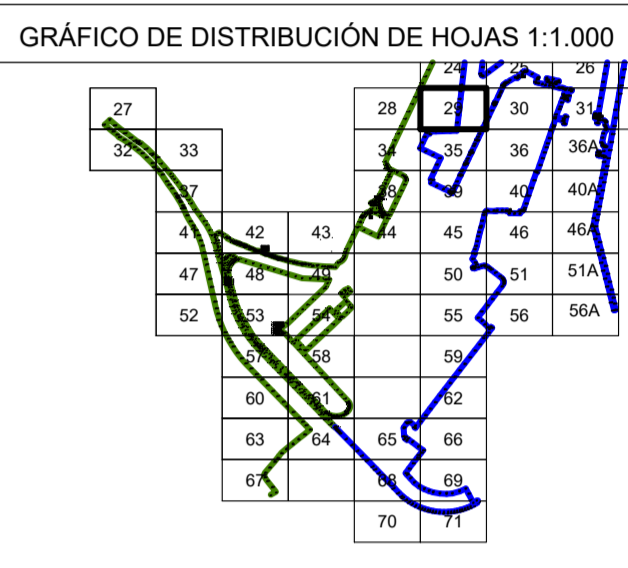 GRÁFICO DE DISTRIBUCIÓN DE HOJAS 1:1.000
24 25 26
27 28 29 30 31
32 33 34 35 36 36A
37 38 39 40 40A
41 42 43 44 45 46 46A
47 48 49 50 51 51A
52 53 54 55 56 56A
57 58 59
60 61 62
63 64 65 66
67 68 69
70 71